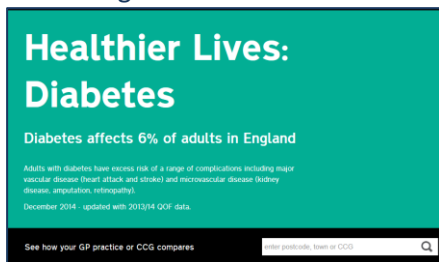 Healthier Lives:
Diabetes
Diabetes affects 6% of adults in England
Adults with diabetes have excess risk of a range of complications including major
vascular disease (heart attack and stroke) and microvascular disease (kidney
disease, amputation, retinopathy).
December 2014 - updated with 2013/14 QOF data.
See how your GP practice or CCG compares
enter postcode, town or CCG